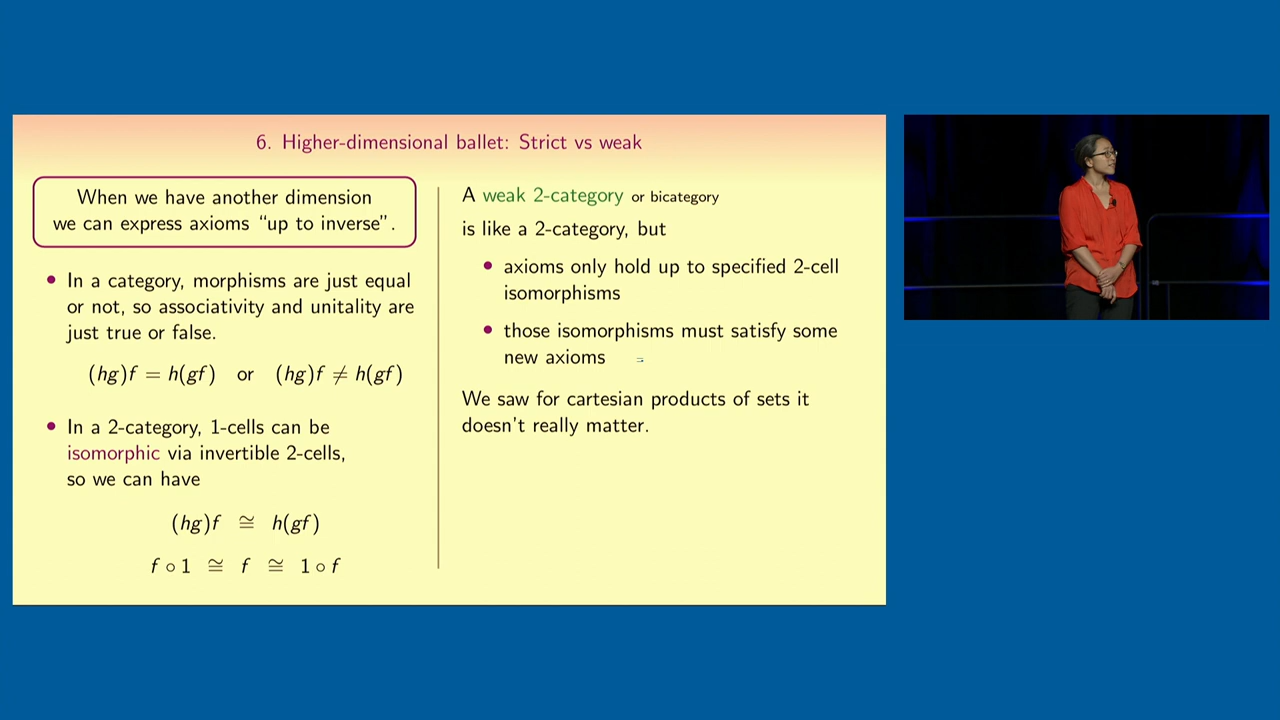 6. Higher-dimensional ballet: Strict vs weak
When we have another dimension
we can express axioms “up to inverse”.
• In a category, morphisms are just equal
or not, so associativity and unitality are
just true or false.
(hg)f = h(gf) or (hg)f ≠ h(gf)
• In a 2-category, 1-cells can be
isomorphic via invertible 2-cells,
so we can have
(hg)f ≅ h(gf)
f ∘ 1 ≅ f ≅ 1 ∘ f
A weak 2-category or bicategory
is like a 2-category, but
• axioms only hold up to specified 2-cell
isomorphisms
• those isomorphisms must satisfy some
new axioms
We saw for cartesian products of sets it
doesn't really matter.